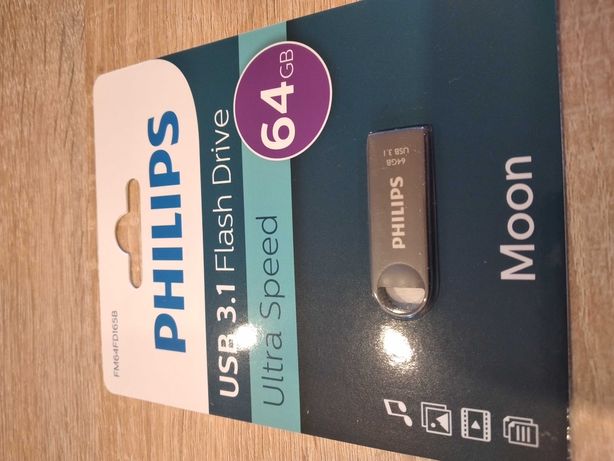 PHILIPS
USB 3.1 Flash Drive
Ultra Speed
64GB
PHILIPS
64GB
USB 3.1
Moon
FM64FD165B